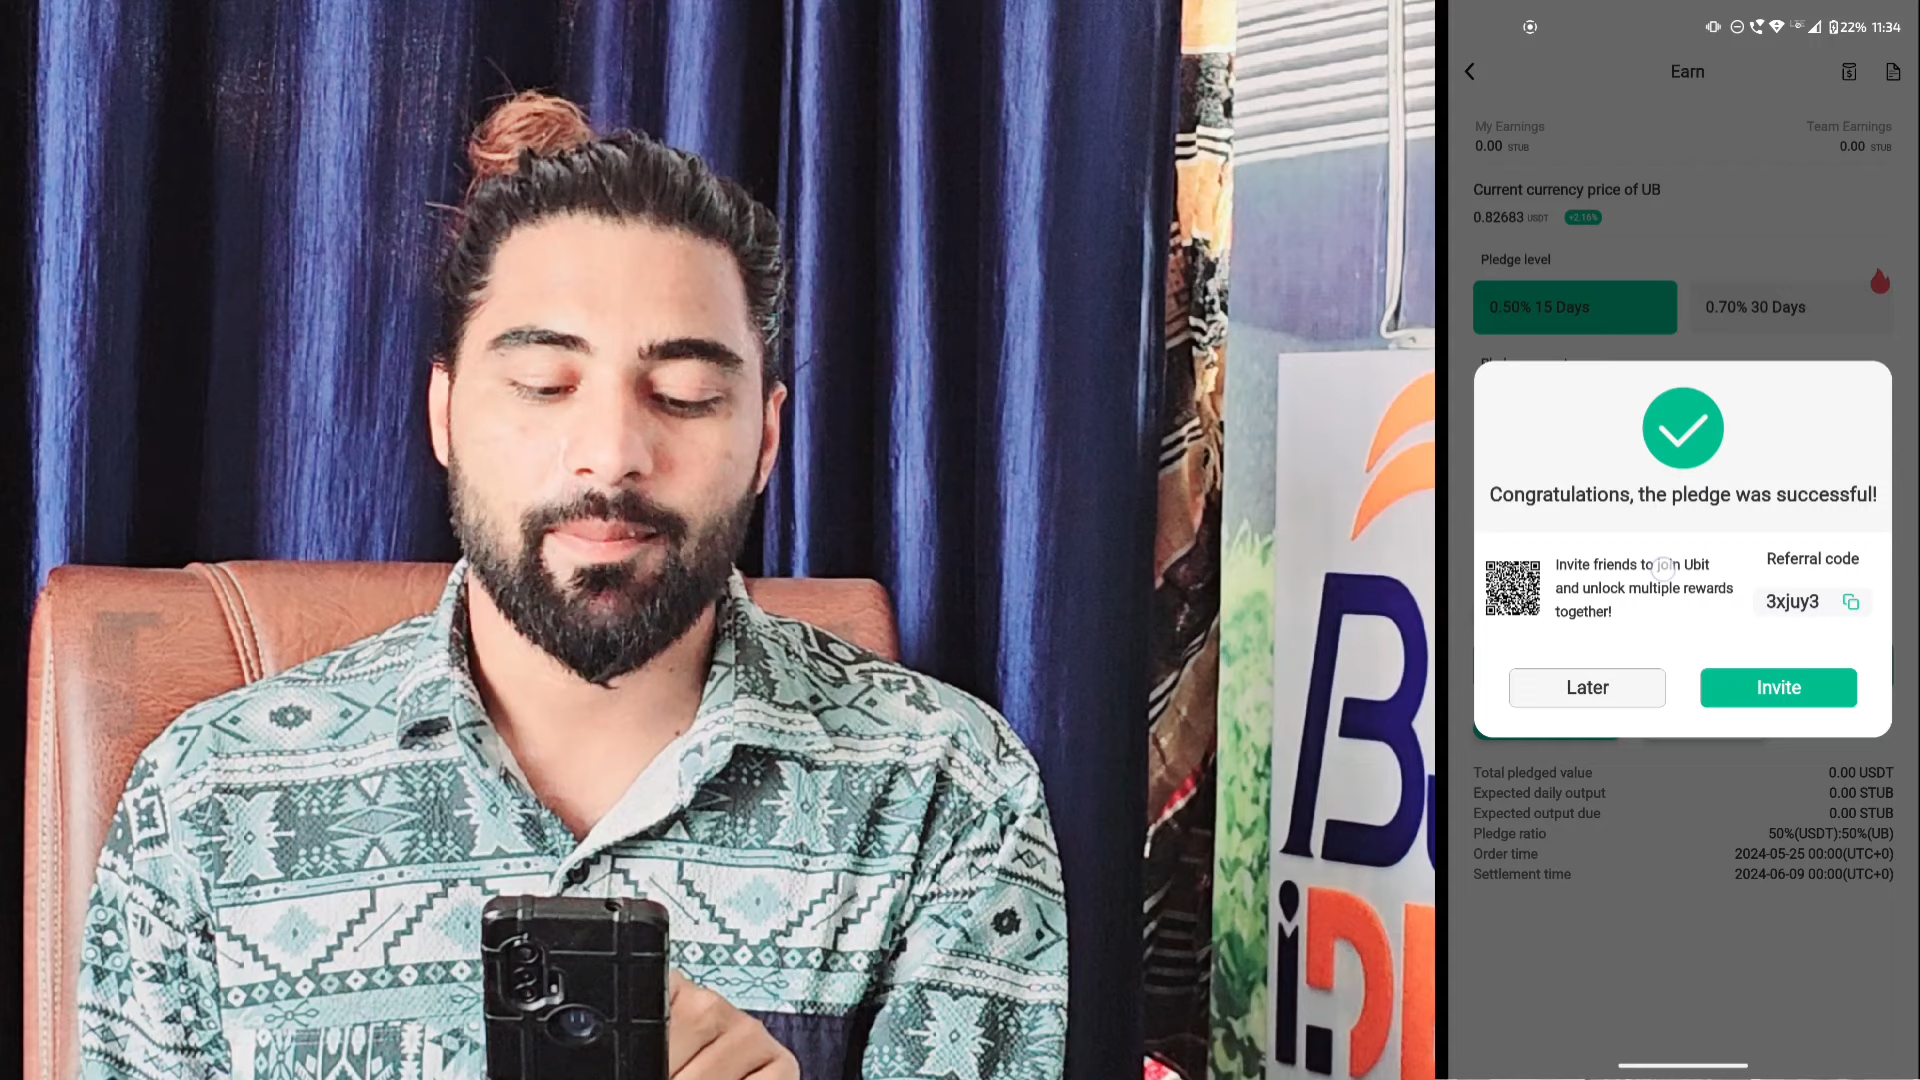 22% 11:34
Earn
My Earnings
Team Earnings
0.00 STUB
0.00 STUB
Current currency price of UB
0.82683 USDT +2.16%
Pledge level
0.50% 15 Days
0.70% 30 Days
Congratulations, the pledge was successful!
Invite friends to join Ubit
and unlock multiple rewards
together!
Referral code
3xjuy3
Later
Invite
Total pledged value 0.00 USDT
Expected daily output 0.00 STUB
Expected output due 0.00 STUB
Pledge ratio 50%(USDT):50%(UB)
Order time 2024-05-25 00:00(UTC+0)
Settlement time 2024-06-09 00:00(UTC+0)